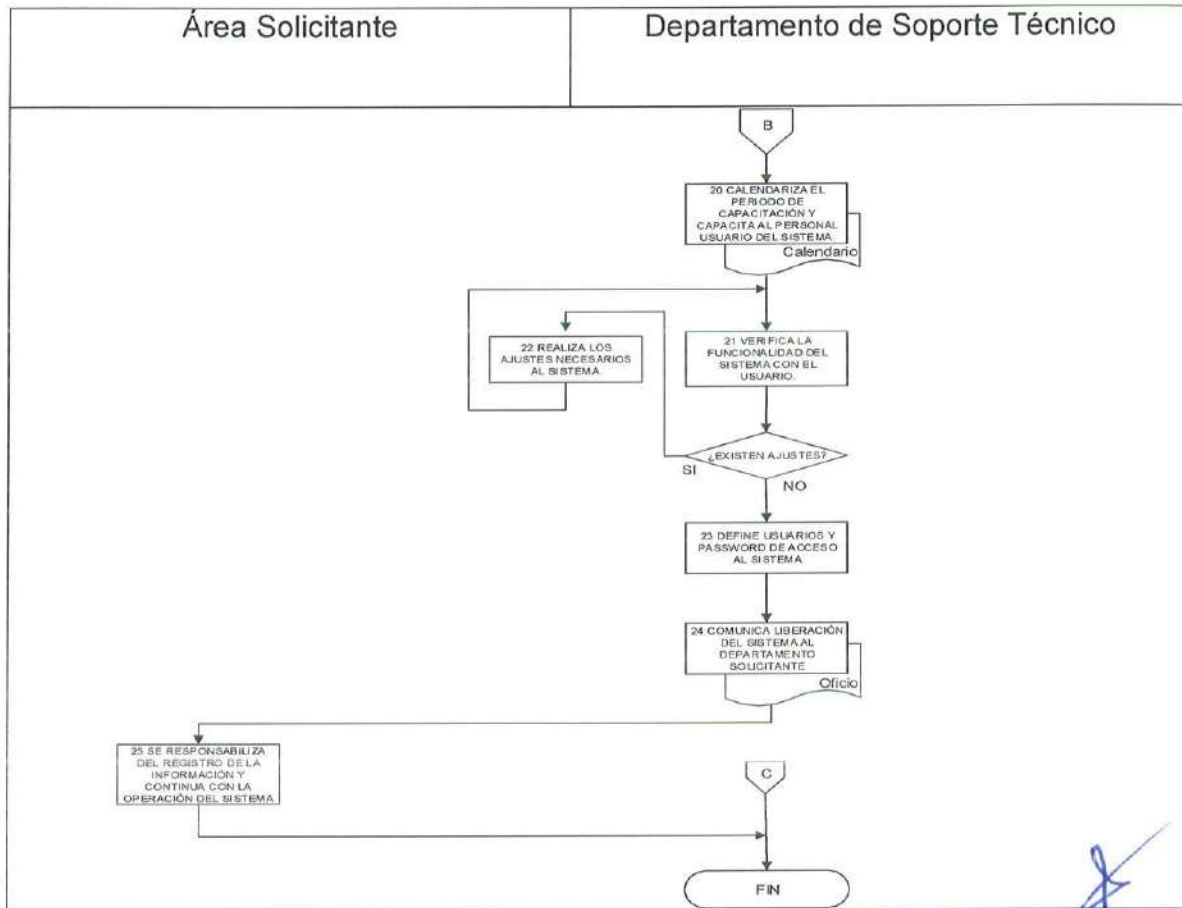 Área Solicitante
Departamento de Soporte Técnico
B
20 CALENDARIZA EL
PERIODO DE
CAPACITACIÓN Y
CAPACITA AL PERSONAL
USUARIO DEL SISTEMA.
Calendario
22 REALIZA LOS
AJUSTES NECESARIOS
AL SISTEMA.
21 VERIFICA LA
FUNCIONALIDAD DEL
SISTEMA CON EL
USUARIO.
¿EXISTEN AJUSTES?
SI
NO
23 DEFINE USUARIOS Y
PASSWORD DE ACCESO
AL SISTEMA
24 COMUNICA LIBERACIÓN
DEL SISTEMA AL
DEPARTAMENTO
SOLICITANTE
Oficio
25 SE RESPONSABILIZA
DEL REGISTRO DE LA
INFORMACIÓN Y
CONTINUA CON LA
OPERACIÓN DEL SISTEMA
C
FIN